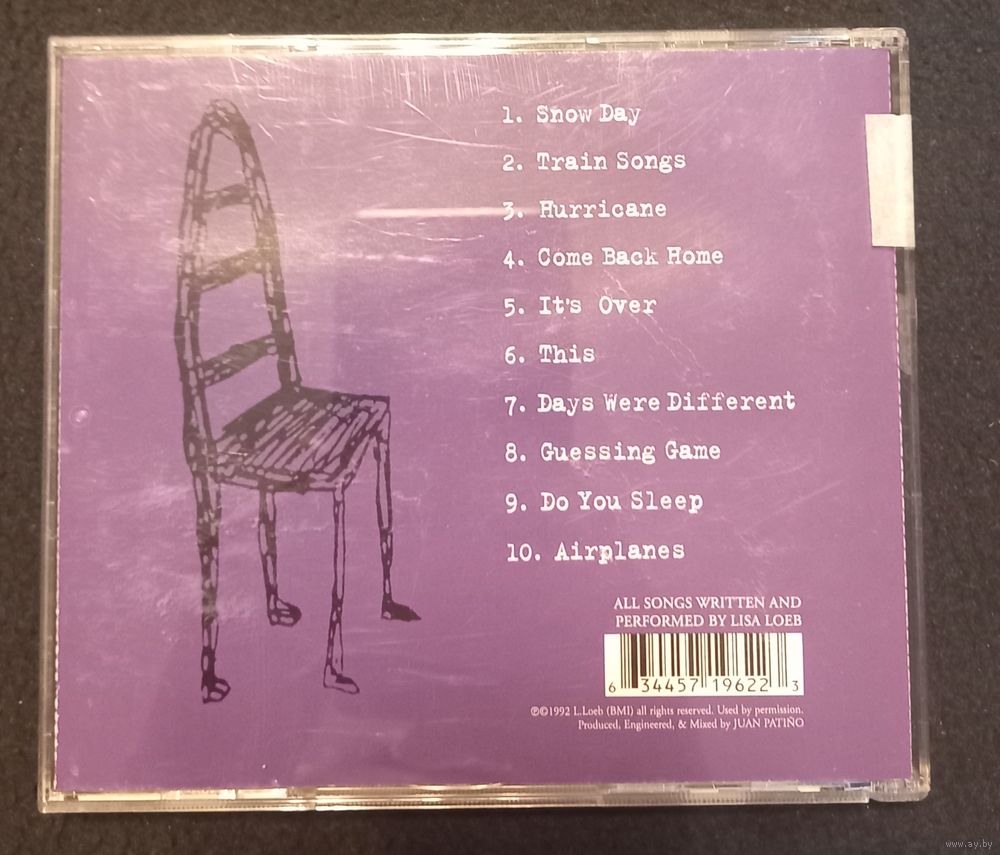 1. Snow Day
2. Train Songs
3. Hurricane
4. Come Back Home
5. It's Over
6. This
7. Days Were Different
8. Guessing Game
9. Do You Sleep
10. Airplanes
ALL SONGS WRITTEN AND
PERFORMED BY LISA LOEB
6 34457 19622 3
℗©1992 L.Loeb (BMI) all rights reserved. Used by permission.
Produced, Engineered, & Mixed by JUAN PATIÑO
www.ay.by